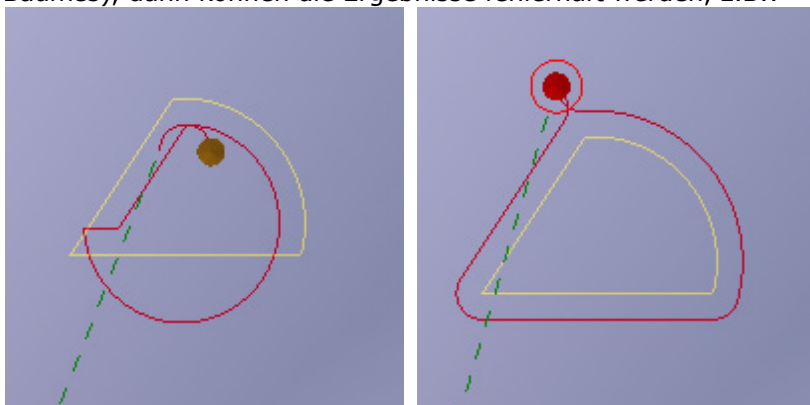 Baumes), dann können die Ergebnisse fehlerhaft werden, z.B.: